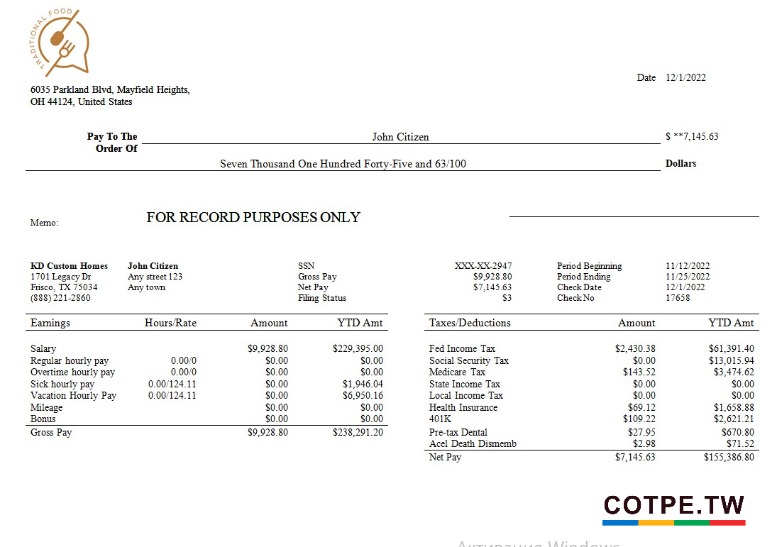 TRADITIONAL FOOD
6035 Parkland Blvd, Mayfield Heights,
OH 44124, United States
Date 12/1/2022
Pay To The Order Of John Citizen $ **7,145.63
Seven Thousand One Hundred Forty-Five and 63/100 Dollars
Memo: FOR RECORD PURPOSES ONLY
KD Custom Homes John Citizen SSN XXX-XX-2947 Period Beginning 11/12/2022
1701 Legacy Dr Any street 123 Gross Pay $9,928.80 Period Ending 11/25/2022
Frisco, TX 75034 Any town Net Pay $7,145.63 Check Date 12/1/2022
(888) 221-2860 Filing Status $3 Check No 17658
Earnings Hours/Rate Amount YTD Amt Taxes/Deductions Amount YTD Amt
Salary $9,928.80 $229,395.00 Fed Income Tax $2,430.38 $61,391.40
Regular hourly pay 0.00/0 $0.00 $0.00 Social Security Tax $0.00 $13,015.94
Overtime hourly pay 0.00/0 $0.00 $0.00 Medicare Tax $143.52 $3,474.62
Sick hourly pay 0.00/124.11 $0.00 $1,946.04 State Income Tax $0.00 $0.00
Vacation Hourly Pay 0.00/124.11 $0.00 $6,950.16 Local Income Tax $0.00 $0.00
Mileage $0.00 $0.00 Health Insurance $69.12 $1,658.88
Bonus $0.00 $0.00 401K $109.22 $2,621.21
Gross Pay $9,928.80 $238,291.20 Pre-tax Dental $27.95 $670.80
Acel Death Dismemb $2.98 $71.52
Net Pay $7,145.63 $155,386.80
COTPE.TW
Активация Windows